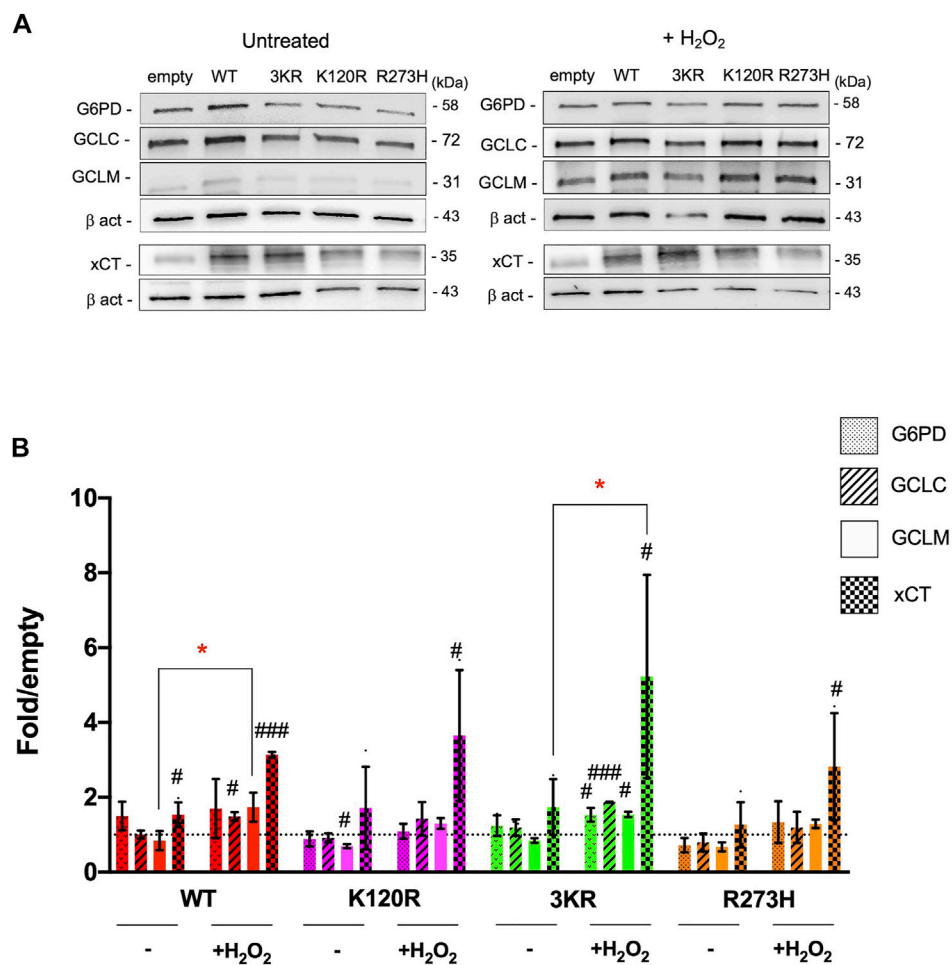 A
Untreated
empty WT 3KR K120R R273H (kDa)
G6PD - - 58
GCLC - - 72
GCLM - - 31
β act - - 43
xCT - - 35
β act - - 43
+ H₂O₂
empty WT 3KR K120R R273H (kDa)
G6PD - - 58
GCLC - - 72
GCLM - - 31
β act - - 43
xCT - - 35
β act - - 43
B
G6PD
GCLC
GCLM
xCT
Fold/empty
10
8
6
4
2
0
* *
# # ### # # # ### # # #
WT K120R 3KR R273H
- +H₂O₂ - +H₂O₂ - +H₂O₂ - +H₂O₂